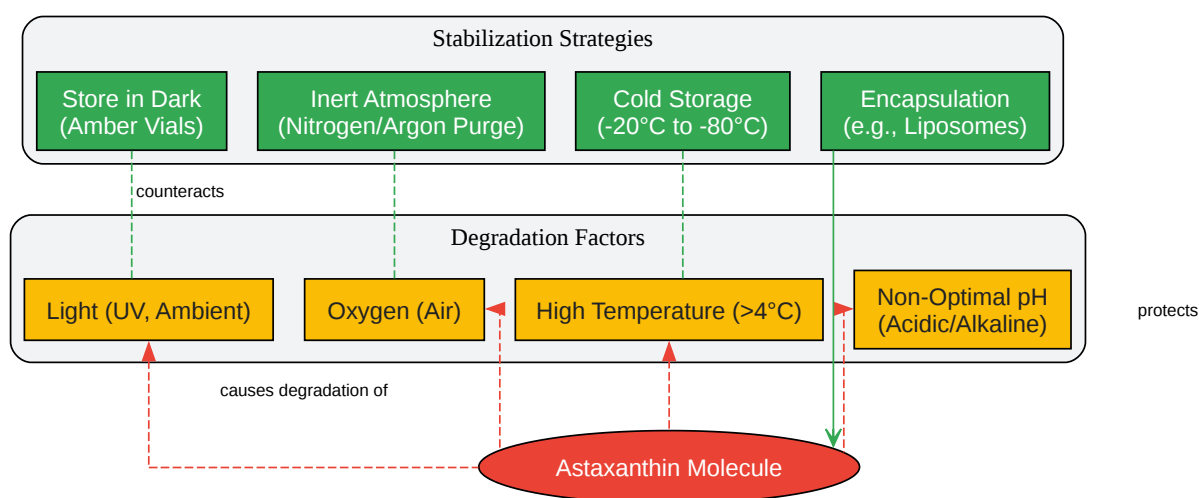 Stabilization Strategies
Store in Dark
(Amber Vials)
Inert Atmosphere
(Nitrogen/Argon Purge)
Cold Storage
(-20°C to -80°C)
Encapsulation
(e.g., Liposomes)
counteracts
Degradation Factors
Light (UV, Ambient)
Oxygen (Air)
High Temperature (>4°C)
Non-Optimal pH
(Acidic/Alkaline)
protects
causes degradation of
Astaxanthin Molecule